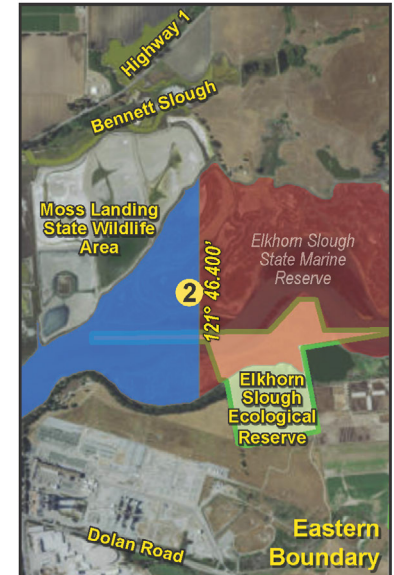 Highway 1
Bennett Slough
Moss Landing
State Wildlife
Area
Elkhorn Slough
State Marine
Reserve
2
121° 46.400'
Elkhorn
Slough
Ecological
Reserve
Dolan Road
Eastern
Boundary